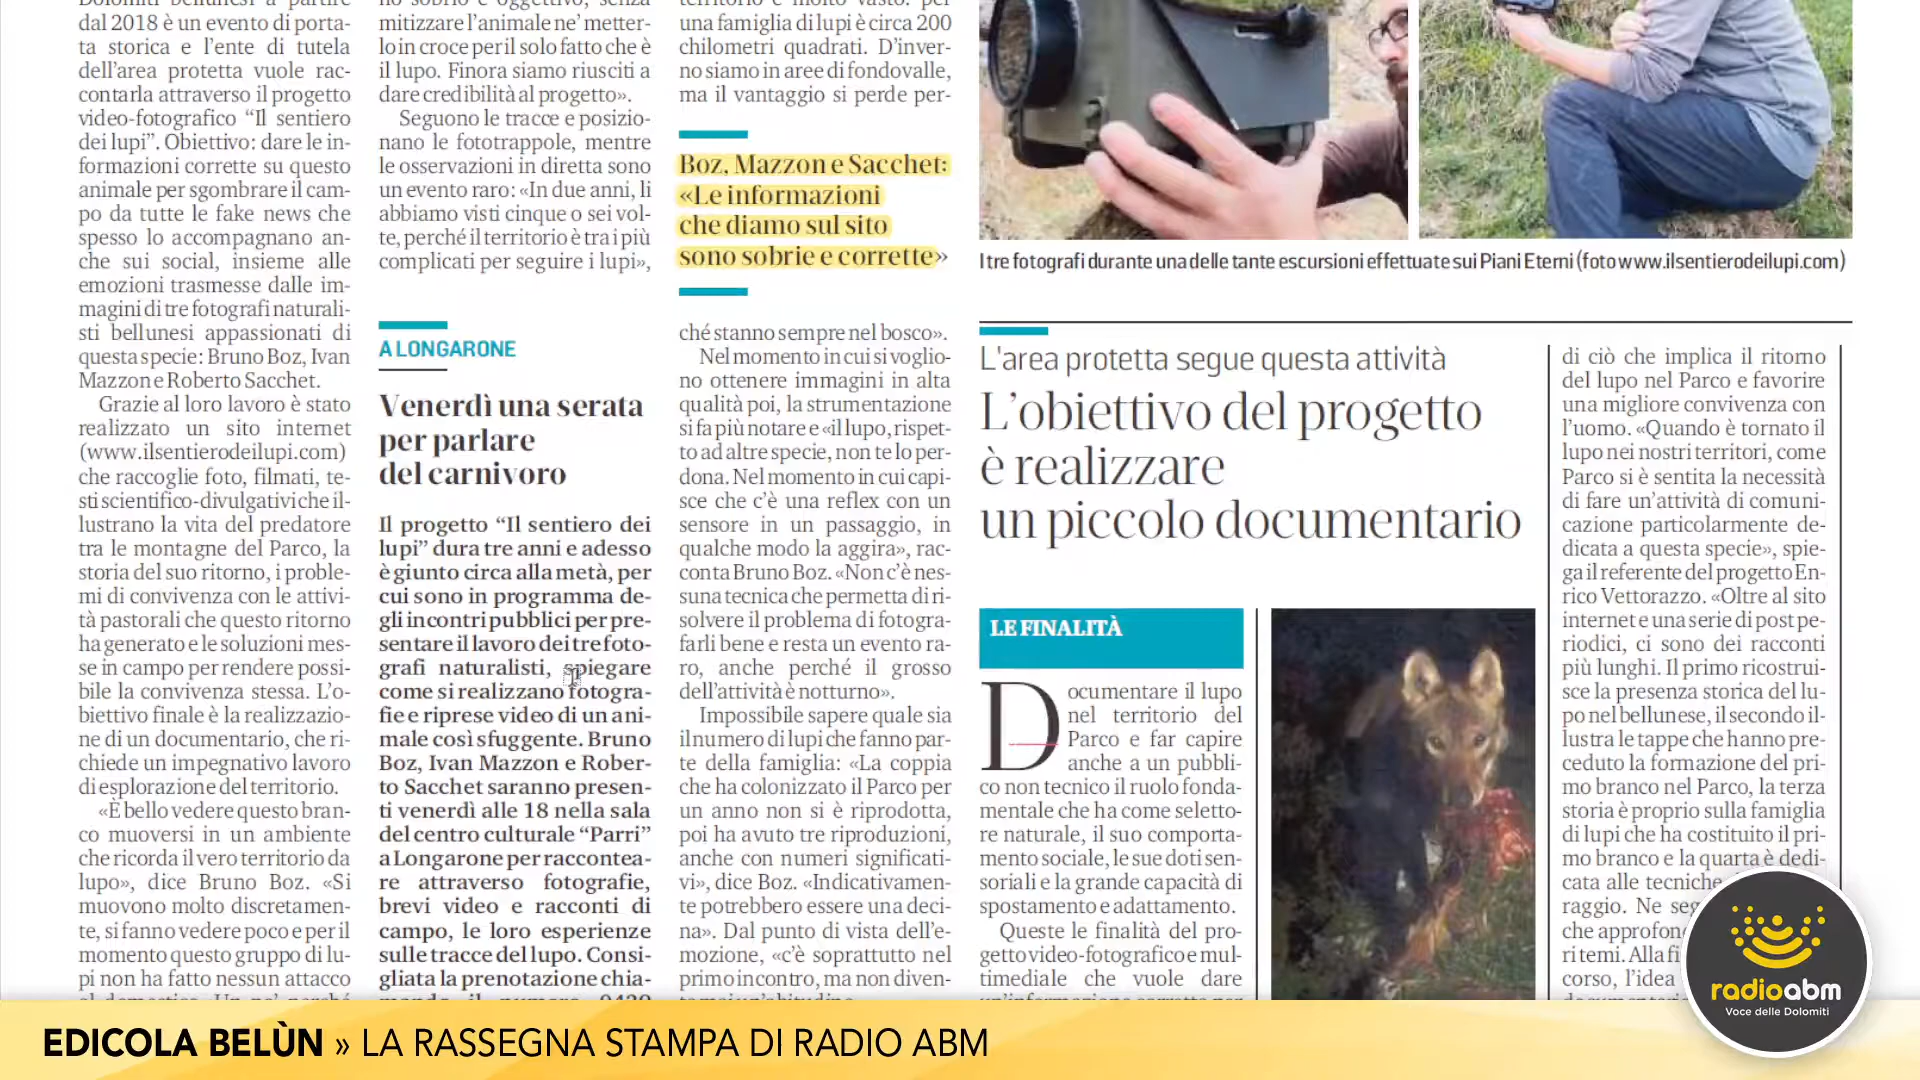 dal 2018 è un evento di porta-
ta storica e l'ente di tutela
dell'area protetta vuole rac-
contarla attraverso il progetto
video-fotografico "Il sentiero
dei lupi". Obiettivo: dare le in-
formazioni corrette su questo
animale per sgombrare il cam-
po da tutte le fake news che
spesso lo accompagnano an-
che sui social, insieme alle
emozioni trasmesse dalle im-
magini di tre fotografi naturali-
sti bellunesi appassionati di
questa specie: Bruno Boz, Ivan
Mazzon e Roberto Sacchet.
Grazie al loro lavoro è stato
realizzato un sito internet
(www.ilsentierodeilupi.com)
che raccoglie foto, filmati, te-
sti scientifico-divulgativi che il-
lustrano la vita del predatore
tra le montagne del Parco, la
storia del suo ritorno, i proble-
mi di convivenza con le attivi-
tà pastorali che questo ritorno
ha generato e le soluzioni mes-
se in campo per rendere possi-
bile la convivenza stessa. L'o-
biettivo finale è la realizzazio-
ne di un documentario, che ri-
chiede un impegnativo lavoro
di esplorazione del territorio.
«È bello vedere questo bran-
co muoversi in un ambiente
che ricorda il vero territorio da
lupo», dice Bruno Boz. «Si
muovono molto discretamen-
te, si fanno vedere poco e per il
momento questo gruppo di lu-
pi non ha fatto nessun attacco
mitizzare l'animale ne' metter-
lo in croce per il solo fatto che è
il lupo. Finora siamo riusciti a
dare credibilità al progetto».
Seguono le tracce e posizio-
nano le fototrappole, mentre
le osservazioni in diretta sono
un evento raro: «In due anni, li
abbiamo visti cinque o sei vol-
te, perché il territorio è tra i più
complicati per seguire i lupi»,
A LONGARONE
Venerdì una serata
per parlare
del carnivoro
Il progetto "Il sentiero dei
lupi" dura tre anni e adesso
è giunto circa alla metà, per
cui sono in programma de-
gli incontri pubblici per pre-
sentare il lavoro dei tre foto-
grafi naturalisti, spiegare
come si realizzano fotogra-
fie e riprese video di un ani-
male così sfuggente. Bruno
Boz, Ivan Mazzon e Rober-
to Sacchet saranno presen-
ti venerdì alle 18 nella sala
del centro culturale "Parri"
a Longarone per raccontea-
re attraverso fotografie,
brevi video e racconti di
campo, le loro esperienze
sulle tracce del lupo. Consi-
gliata la prenotazione chia-
una famiglia di lupi è circa 200
chilometri quadrati. D'inver-
no siamo in aree di fondovalle,
ma il vantaggio si perde per-
Boz, Mazzon e Sacchet:
«Le informazioni
che diamo sul sito
sono sobrie e corrette»
ché stanno sempre nel bosco».
Nel momento in cui si voglio-
no ottenere immagini in alta
qualità poi, la strumentazione
si fa più notare e «il lupo, rispet-
to ad altre specie, non te lo per-
dona. Nel momento in cui capi-
sce che c'è una reflex con un
sensore in un passaggio, in
qualche modo la aggira», rac-
conta Bruno Boz. «Non c'è nes-
suna tecnica che permetta di ri-
solvere il problema di fotogra-
farli bene e resta un evento ra-
ro, anche perché il grosso
dell'attività è notturno».
Impossibile sapere quale sia
il numero di lupi che fanno par-
te della famiglia: «La coppia
che ha colonizzato il Parco per
un anno non si è riprodotta,
poi ha avuto tre riproduzioni,
anche con numeri significati-
vi», dice Boz. «Indicativamen-
te potrebbero essere una deci-
na». Dal punto di vista dell'e-
mozione, «c'è soprattutto nel
primo incontro, ma non diven-
I tre fotografi durante una delle tante escursioni effettuate sui Piani Eterni (foto www.ilsentierodeilupi.com)
L'area protetta segue questa attività
L'obiettivo del progetto
è realizzare
un piccolo documentario
LE FINALITÀ
Documentare il lupo
nel territorio del
Parco e far capire
anche a un pubbli-
co non tecnico il ruolo fonda-
mentale che ha come seletto-
re naturale, il suo comporta-
mento sociale, le sue doti sen-
soriali e la grande capacità di
spostamento e adattamento.
Queste le finalità del pro-
getto video-fotografico e mul-
timediale che vuole dare
di ciò che implica il ritorno
del lupo nel Parco e favorire
una migliore convivenza con
l'uomo. «Quando è tornato il
lupo nei nostri territori, come
Parco si è sentita la necessità
di fare un'attività di comuni-
cazione particolarmente de-
dicata a questa specie», spie-
ga il referente del progetto En-
rico Vettorazzo. «Oltre al sito
internet e una serie di post pe-
riodici, ci sono dei racconti
più lunghi. Il primo ricostrui-
sce la presenza storica del lu-
po nel bellunese, il secondo il-
lustra le tappe che hanno pre-
ceduto la formazione del pri-
mo branco nel Parco, la terza
storia è proprio sulla famiglia
di lupi che ha costituito il pri-
mo branco e la quarta è dedi-
cata alle tecniche
raggio. Ne
che
ri temi. Alla
corso, l'idea
radioabm
Voce delle Dolomiti
EDICOLA BELÙN » LA RASSEGNA STAMPA DI RADIO ABM